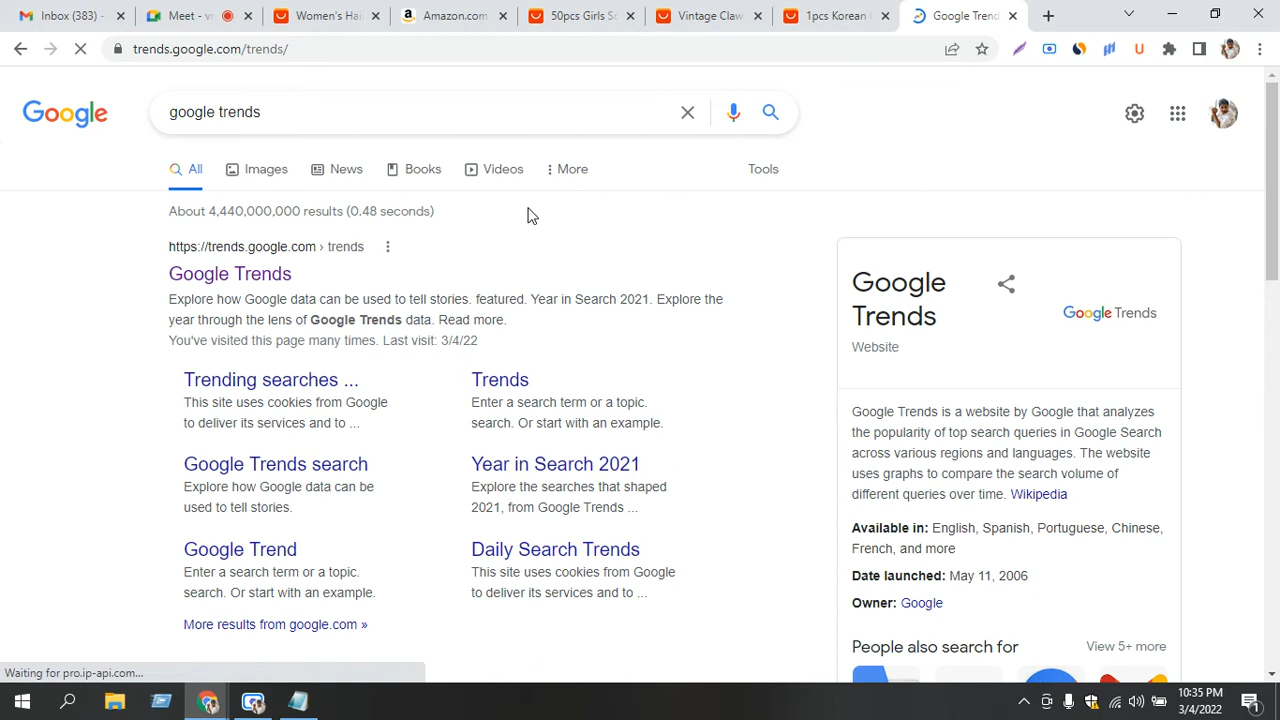 Inbox (383) -
Meet - v
Women's Ha
Amazon.com
50pcs Girls S
Vintage Claw
1pcs Korean
Google Trend
trends.google.com/trends/
Google
google trends
All
Images
News
Books
Videos
More
Tools
About 4,440,000,000 results (0.48 seconds)
https://trends.google.com › trends
Google Trends
Explore how Google data can be used to tell stories. featured. Year in Search 2021. Explore the
year through the lens of Google Trends data. Read more.
You've visited this page many times. Last visit: 3/4/22
Trending searches ...
This site uses cookies from Google
to deliver its services and to ...
Trends
Enter a search term or a topic.
search. Or start with an example.
Google Trends search
Explore how Google data can be
used to tell stories.
Year in Search 2021
Explore the searches that shaped
2021, from Google Trends ...
Google Trend
Enter a search term or a topic.
search. Or start with an example.
Daily Search Trends
This site uses cookies from Google
to deliver its services and to ...
More results from google.com »
Google
Trends
Website
Google Trends
Google Trends is a website by Google that analyzes
the popularity of top search queries in Google Search
across various regions and languages. The website
uses graphs to compare the search volume of
different queries over time. Wikipedia
Available in: English, Spanish, Portuguese, Chinese,
French, and more
Date launched: May 11, 2006
Owner: Google
People also search for
View 5+ more
Waiting for pro.ip-api.com...
10:35 PM
3/4/2022
1